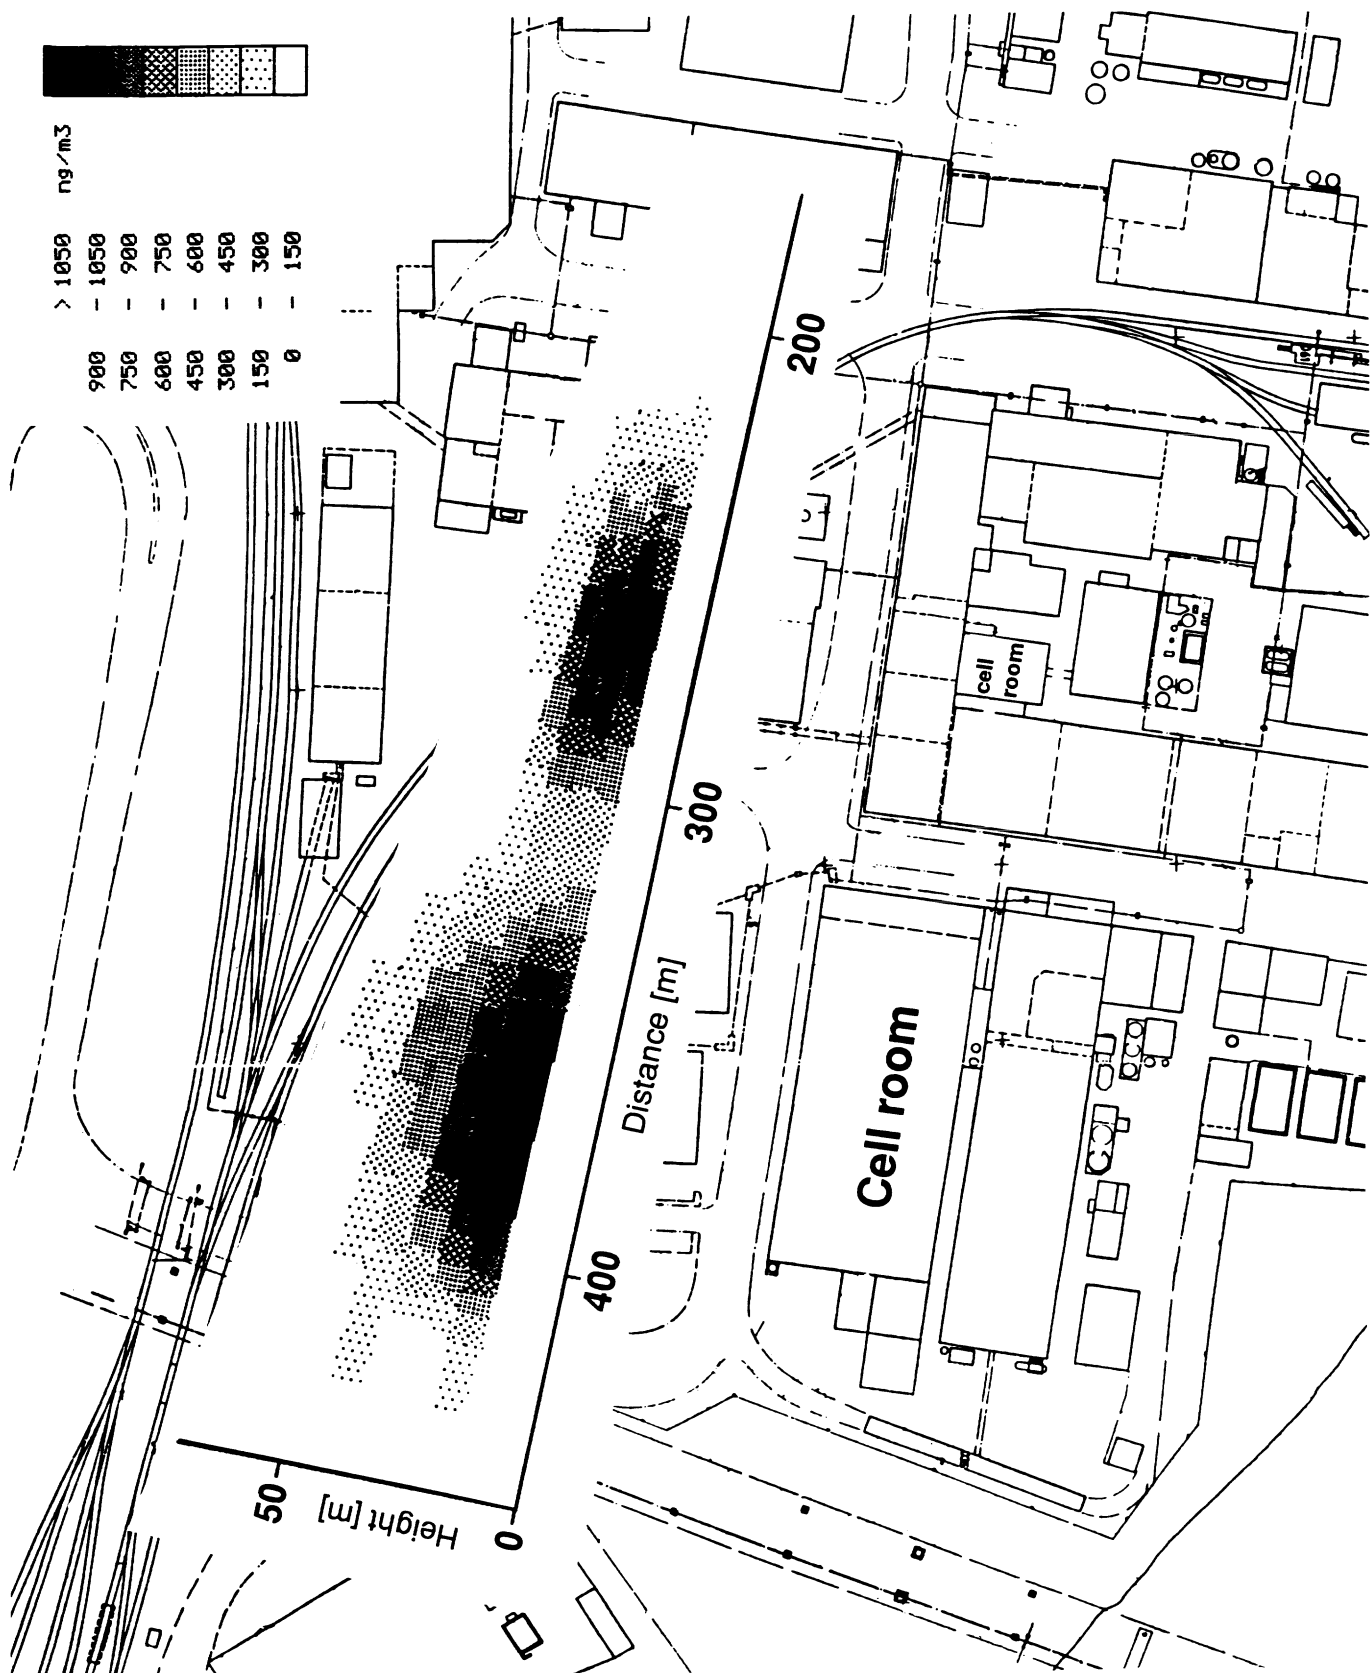 > 1050 ng/m3
900 - 1050
750 - 900
600 - 750
450 - 600
300 - 450
150 - 300
0 - 150
200
300
400
Distance [m]
50
0
Height [m]
cell
room
Cell room